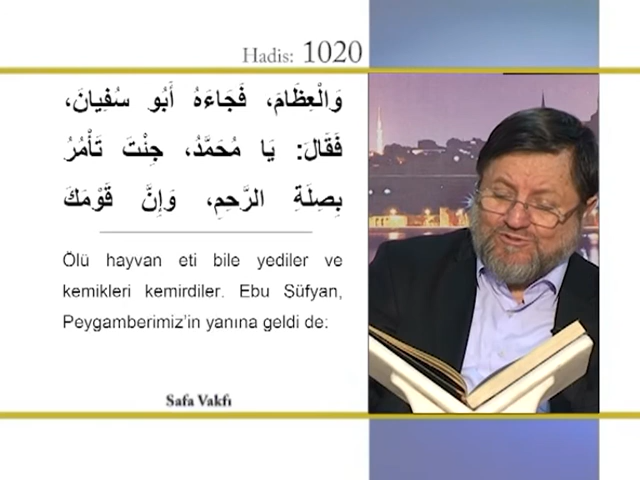 Hadis: 1020
وَالْعِظَامَ، فَجَاءَهُ أَبُو سُفْيَانَ،
فَقَالَ: يَا مُحَمَّدُ، جِئْتَ تَأْمُرُ
بِصِلَةِ الرَّحِمِ، وَإِنَّ قَوْمَكَ
Ölü hayvan eti bile yediler ve
kemikleri kemirdiler. Ebu Süfyan,
Peygamberimiz'in yanına geldi de:
Safa Vakfı